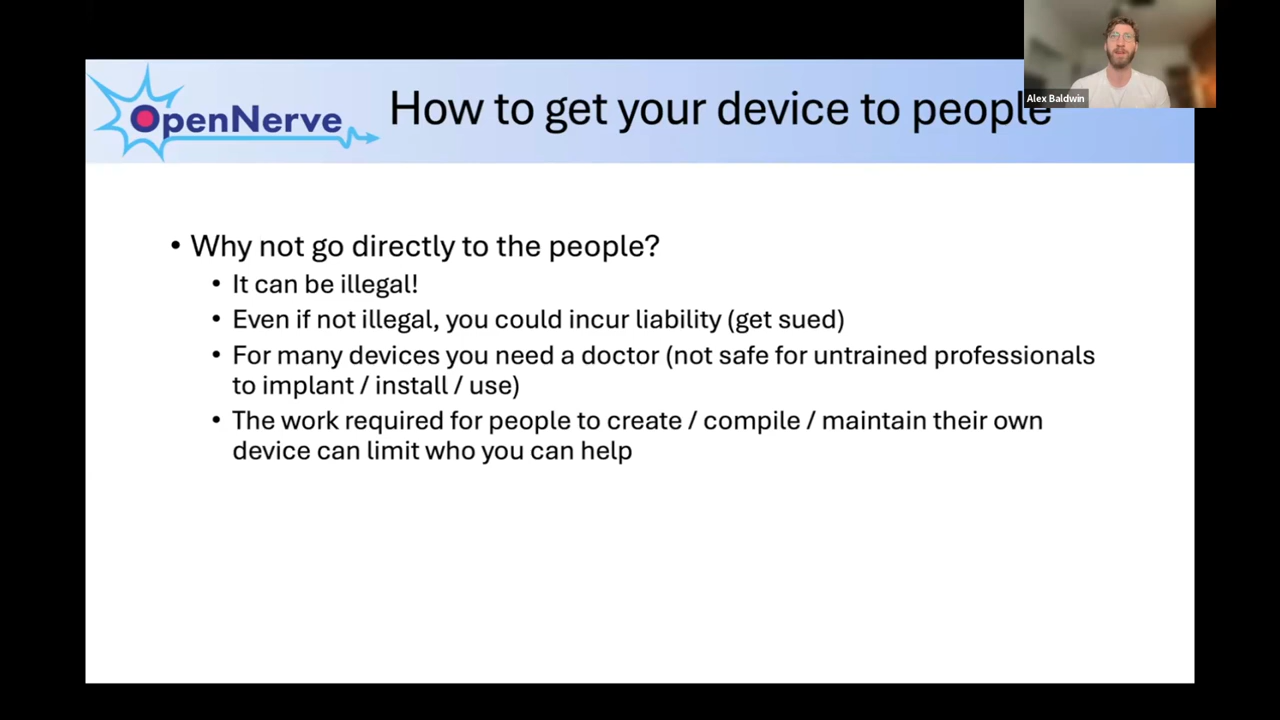 OpenNerve
How to get your device to people
Alex Baldwin
• Why not go directly to the people?
• It can be illegal!
• Even if not illegal, you could incur liability (get sued)
• For many devices you need a doctor (not safe for untrained professionals
to implant / install / use)
• The work required for people to create / compile / maintain their own
device can limit who you can help